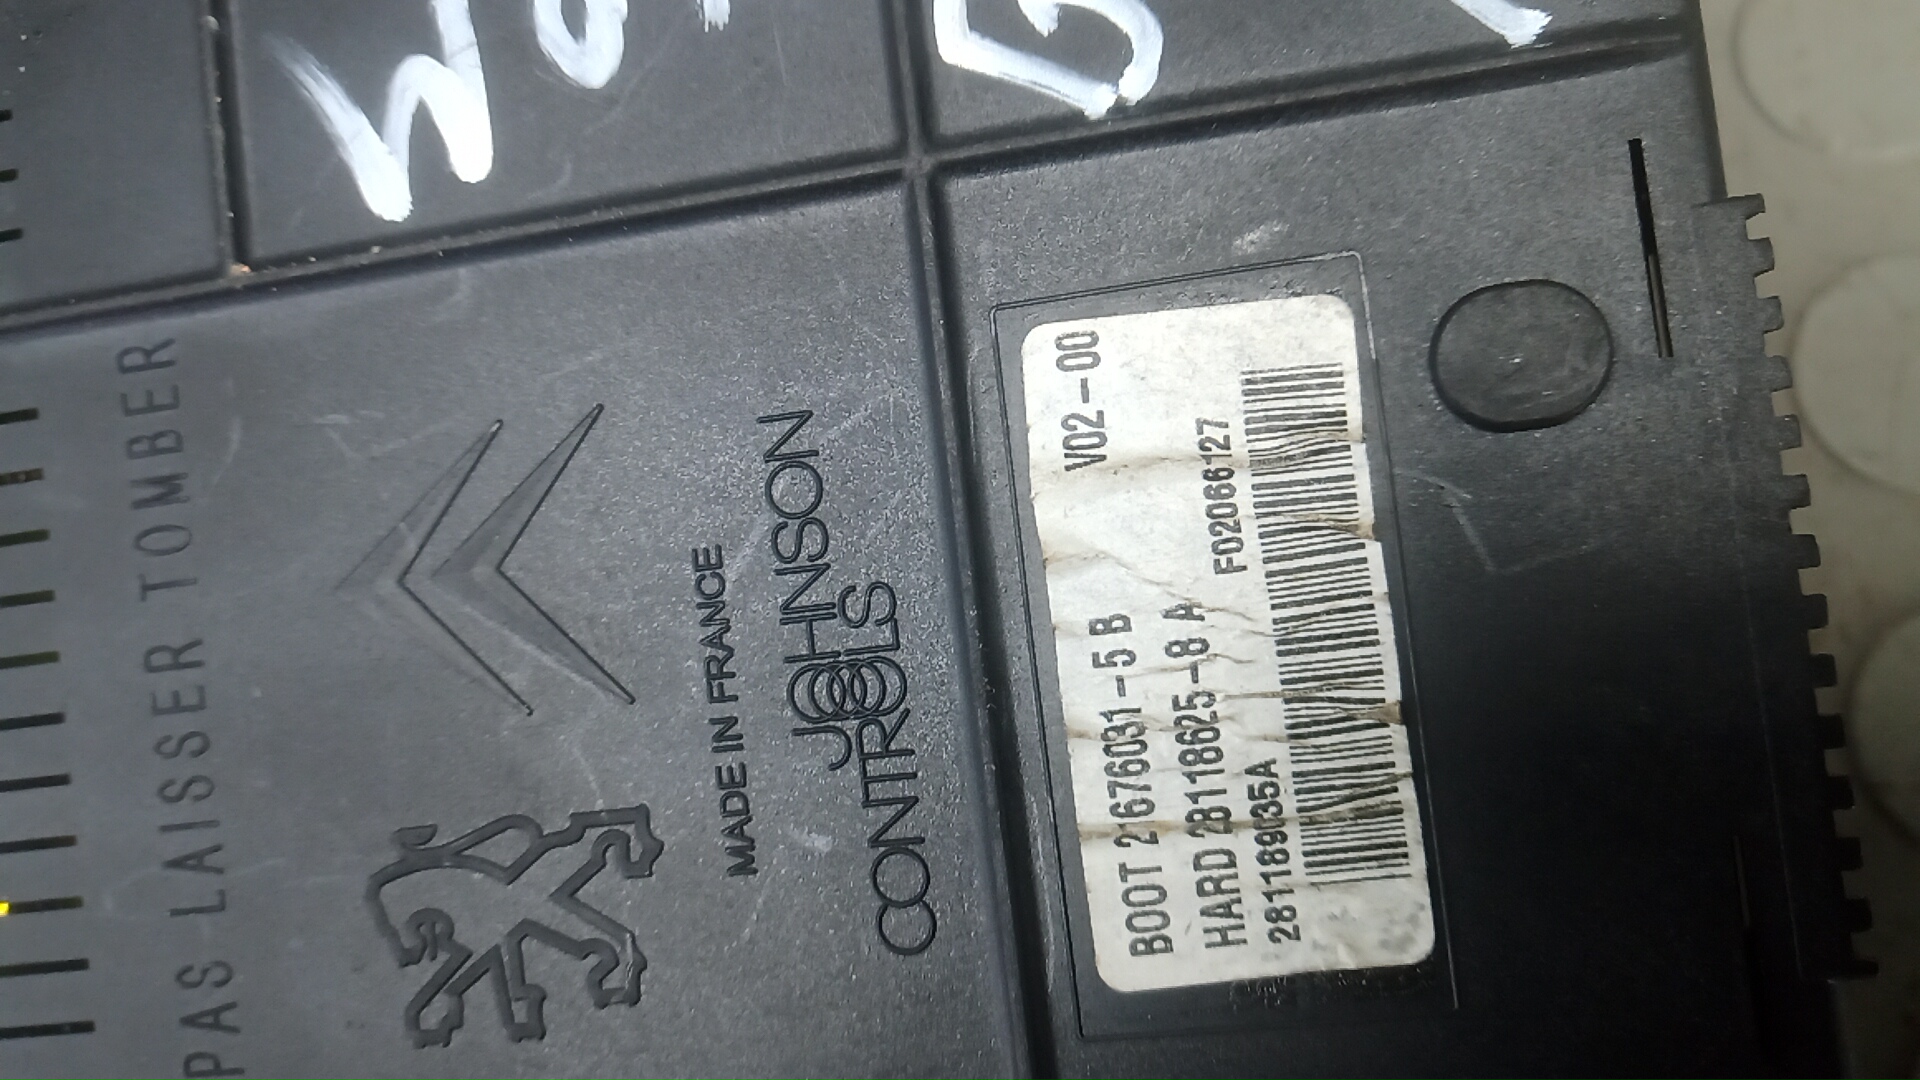 PAS LAISSER TOMBER
MADE IN FRANCE
JOHNSON
CONTROLS
V02-00
BOOT 21676031-5 B
HARD 28118625-8 A
281189035A F02066127